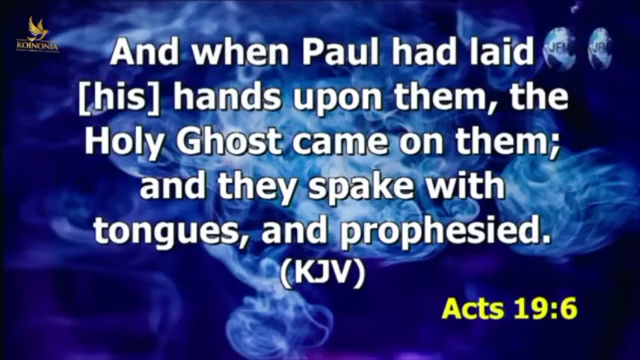 KOINONIA
And when Paul had laid
[his] hands upon them, the
Holy Ghost came on them;
and they spake with
tongues, and prophesied.
(KJV)
Acts 19:6